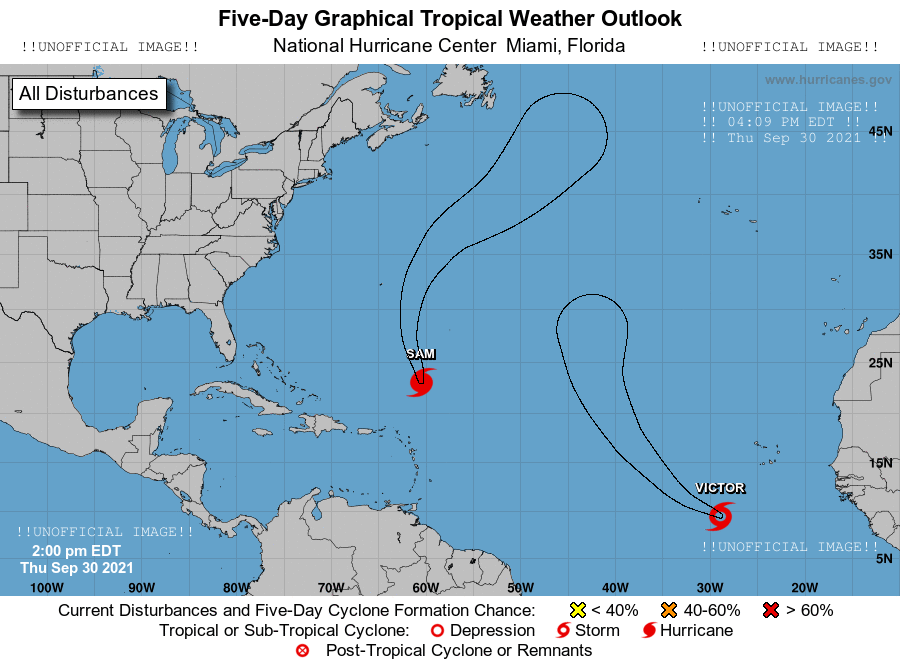 Five-Day Graphical Tropical Weather Outlook
!!UNOFFICIAL IMAGE!! National Hurricane Center Miami, Florida !!UNOFFICIAL IMAGE!!
www.hurricanes.gov
All Disturbances
!!UNOFFICIAL IMAGE!!
!! 04:09 PM EDT !!
!! Thu Sep 30 2021 !!
45N
35N
SAM
25N
15N
VICTOR
!!UNOFFICIAL IMAGE!!
2:00 pm EDT
Thu Sep 30 2021
!!UNOFFICIAL IMAGE!!
5N
100W 90W 80W 70W 60W 50W 40W 30W 20W
Current Disturbances and Five-Day Cyclone Formation Chance: < 40% 40-60% > 60%
Tropical or Sub-Tropical Cyclone: Depression Storm Hurricane
Post-Tropical Cyclone or Remnants